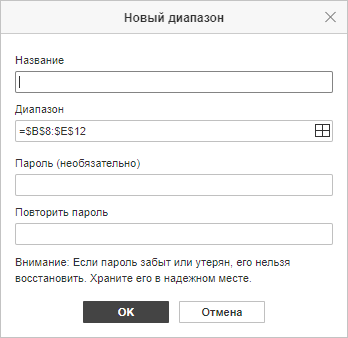 Новый диапазон
Название
Диапазон
=$B$8:$E$12
Пароль (необязательно)
Повторить пароль
Внимание: Если пароль забыт или утерян, его нельзя
восстановить. Храните его в надежном месте.
OK
Отмена